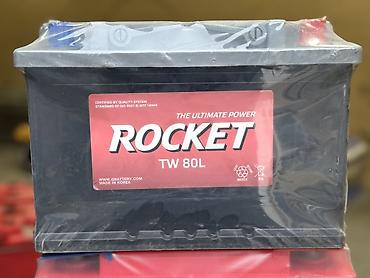 CERTIFIED BY QUALITY SYSTEM
THE ULTIMATE POWER
ROCKET
TW 80L
MADE IN KOREA